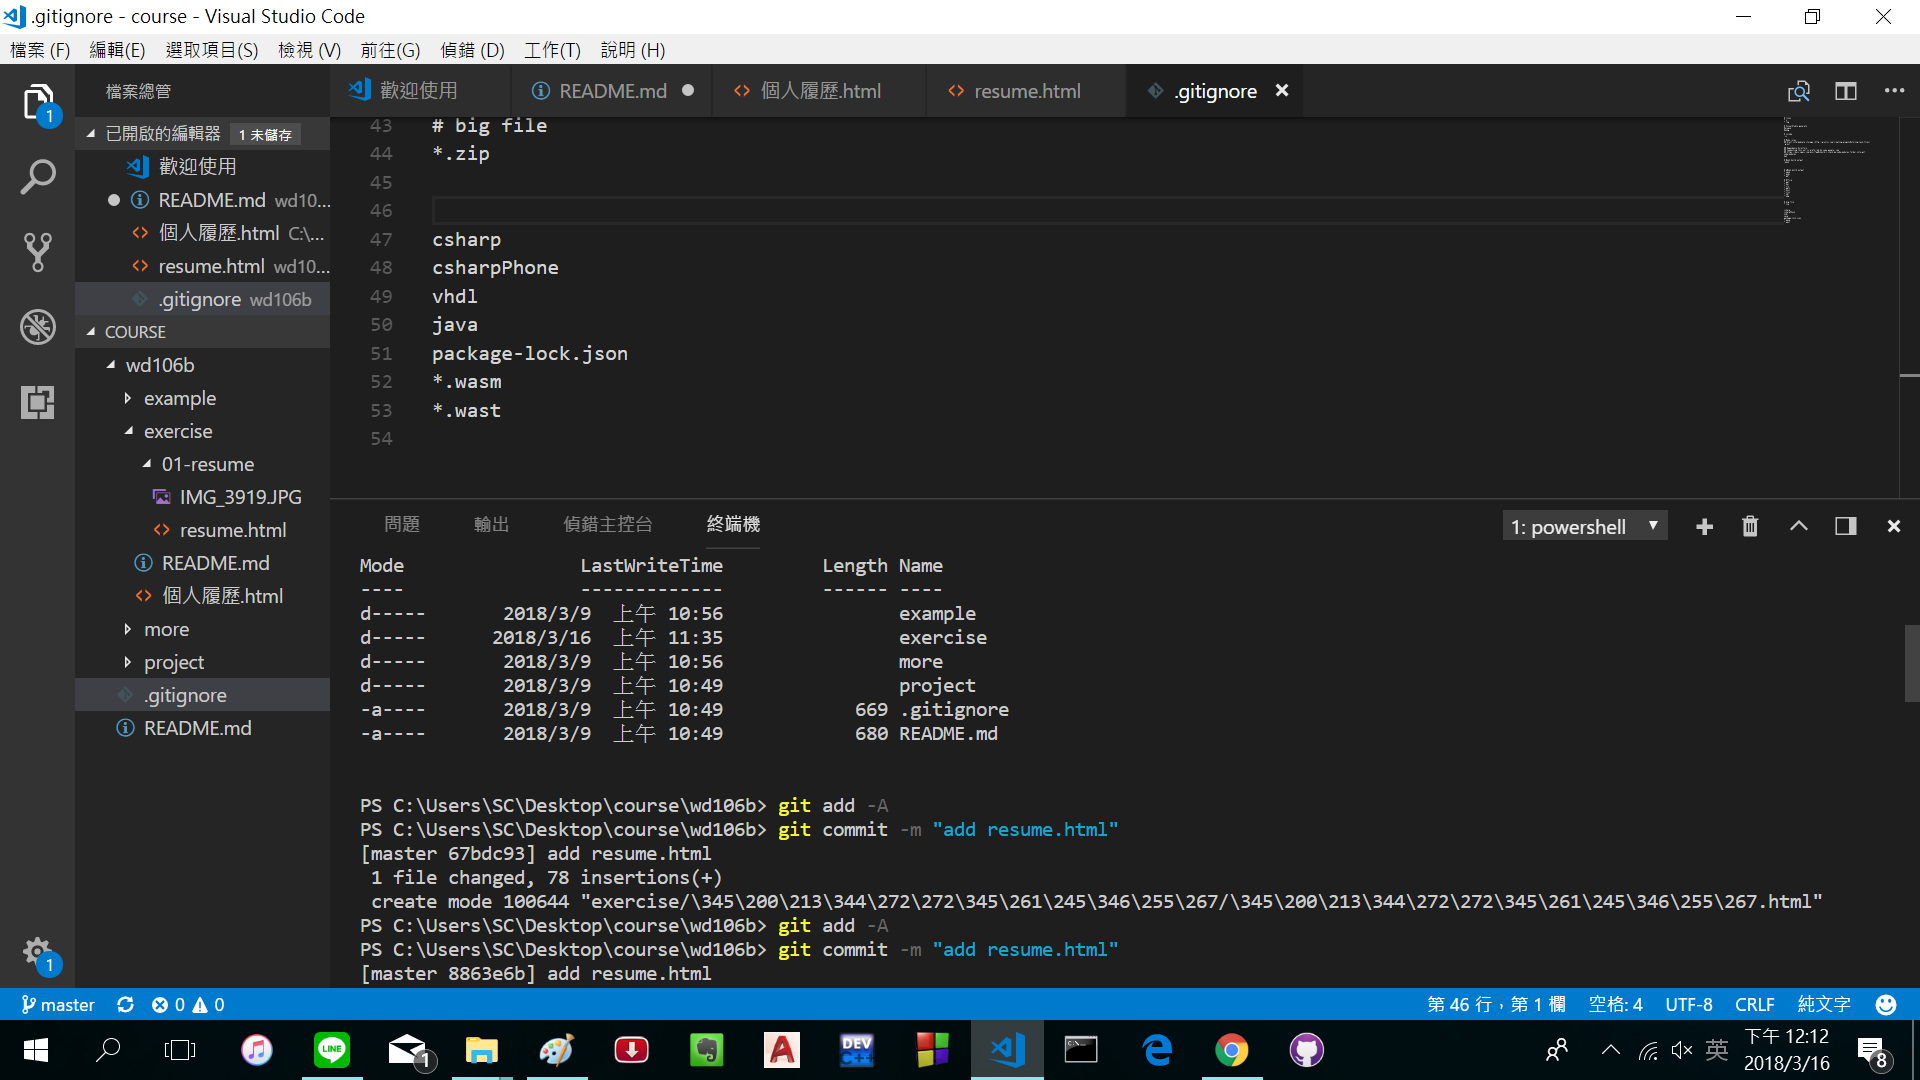 .gitignore - course - Visual Studio Code
檔案 (F) 編輯(E) 選取項目(S) 檢視 (V) 前往(G) 偵錯 (D) 工作(T) 說明 (H)
檔案總管
歡迎使用 README.md 個人履歷.html resume.html .gitignore
1
已開啟的編輯器 1 未儲存
歡迎使用
README.md wd10...
個人履歷.html C:\...
resume.html wd10...
.gitignore wd106b
COURSE
wd106b
example
exercise
01-resume
IMG_3919.JPG
resume.html
README.md
個人履歷.html
more
project
.gitignore
README.md
1
43 # big file
44 *.zip
45
46
47 csharp
48 csharpPhone
49 vhdl
50 java
51 package-lock.json
52 *.wasm
53 *.wast
54
問題 輸出 偵錯主控台 終端機 1: powershell
Mode LastWriteTime Length Name
---- ------------- ------ ----
d----- 2018/3/9 上午 10:56 example
d----- 2018/3/16 上午 11:35 exercise
d----- 2018/3/9 上午 10:56 more
d----- 2018/3/9 上午 10:49 project
-a---- 2018/3/9 上午 10:49 669 .gitignore
-a---- 2018/3/9 上午 10:49 680 README.md
PS C:\Users\SC\Desktop\course\wd106b> git add -A
PS C:\Users\SC\Desktop\course\wd106b> git commit -m "add resume.html"
[master 67bdc93] add resume.html
1 file changed, 78 insertions(+)
create mode 100644 "exercise/\345\200\213\344\272\272\345\261\245\346\255\267/\345\200\213\344\272\272\345\261\245\346\255\267.html"
PS C:\Users\SC\Desktop\course\wd106b> git add -A
PS C:\Users\SC\Desktop\course\wd106b> git commit -m "add resume.html"
[master 8863e6b] add resume.html
master 0 0 第 46 行，第 1 欄 空格: 4 UTF-8 CRLF 純文字
LINE 1 A DEV C++ 英 下午 12:12
2018/3/16 8